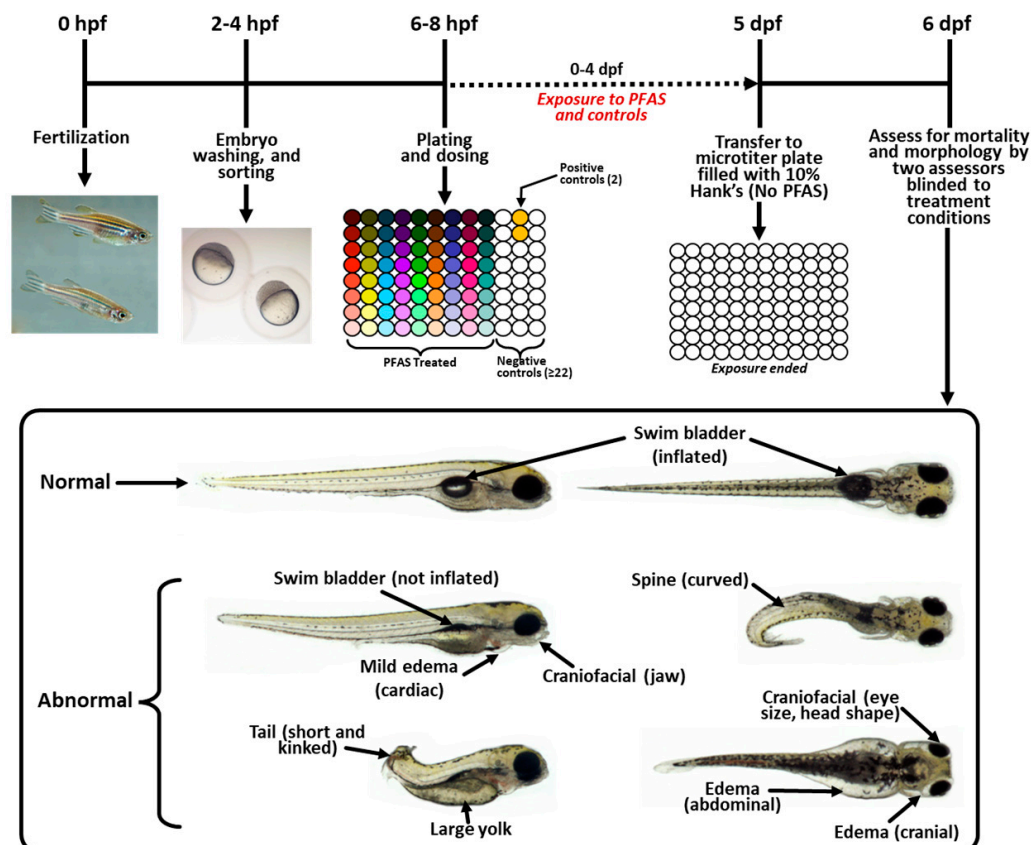 0 hpf
2-4 hpf
6-8 hpf
5 dpf
6 dpf
0-4 dpf
Exposure to PFAS
and controls
Fertilization
Embryo
washing, and
sorting
Plating
and dosing
Positive
controls (2)
Transfer to
microtiter plate
filled with 10%
Hank's (No PFAS)
Assess for mortality
and morphology by
two assessors
blinded to
treatment
conditions
PFAS Treated
Negative
controls (≥22)
Exposure ended
Normal
Swim bladder
(inflated)
Abnormal
Swim bladder (not inflated)
Mild edema
(cardiac)
Craniofacial (jaw)
Spine (curved)
Tail (short and
kinked)
Large yolk
Craniofacial (eye
size, head shape)
Edema
(abdominal)
Edema (cranial)